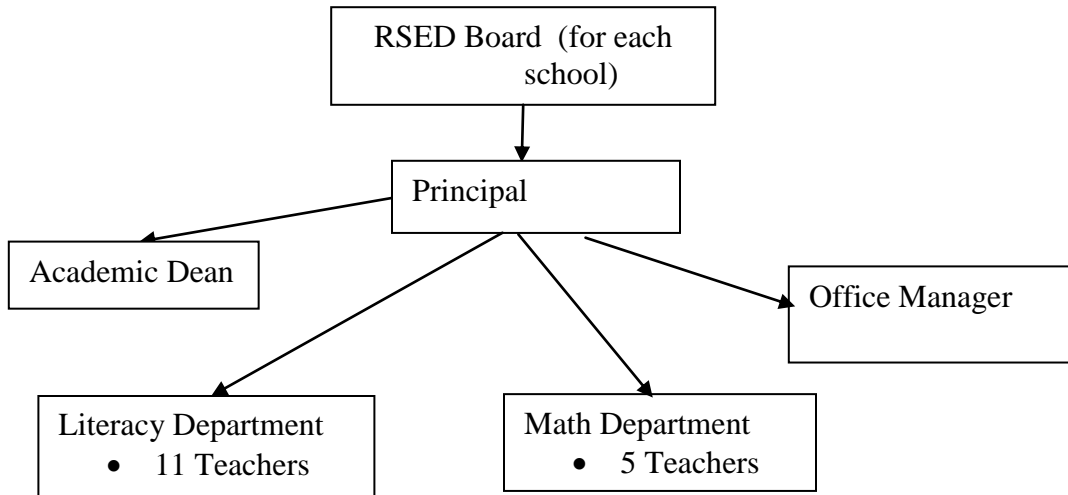 RSED Board (for each
school)
Principal
Academic Dean
Office Manager
Literacy Department
• 11 Teachers
Math Department
• 5 Teachers